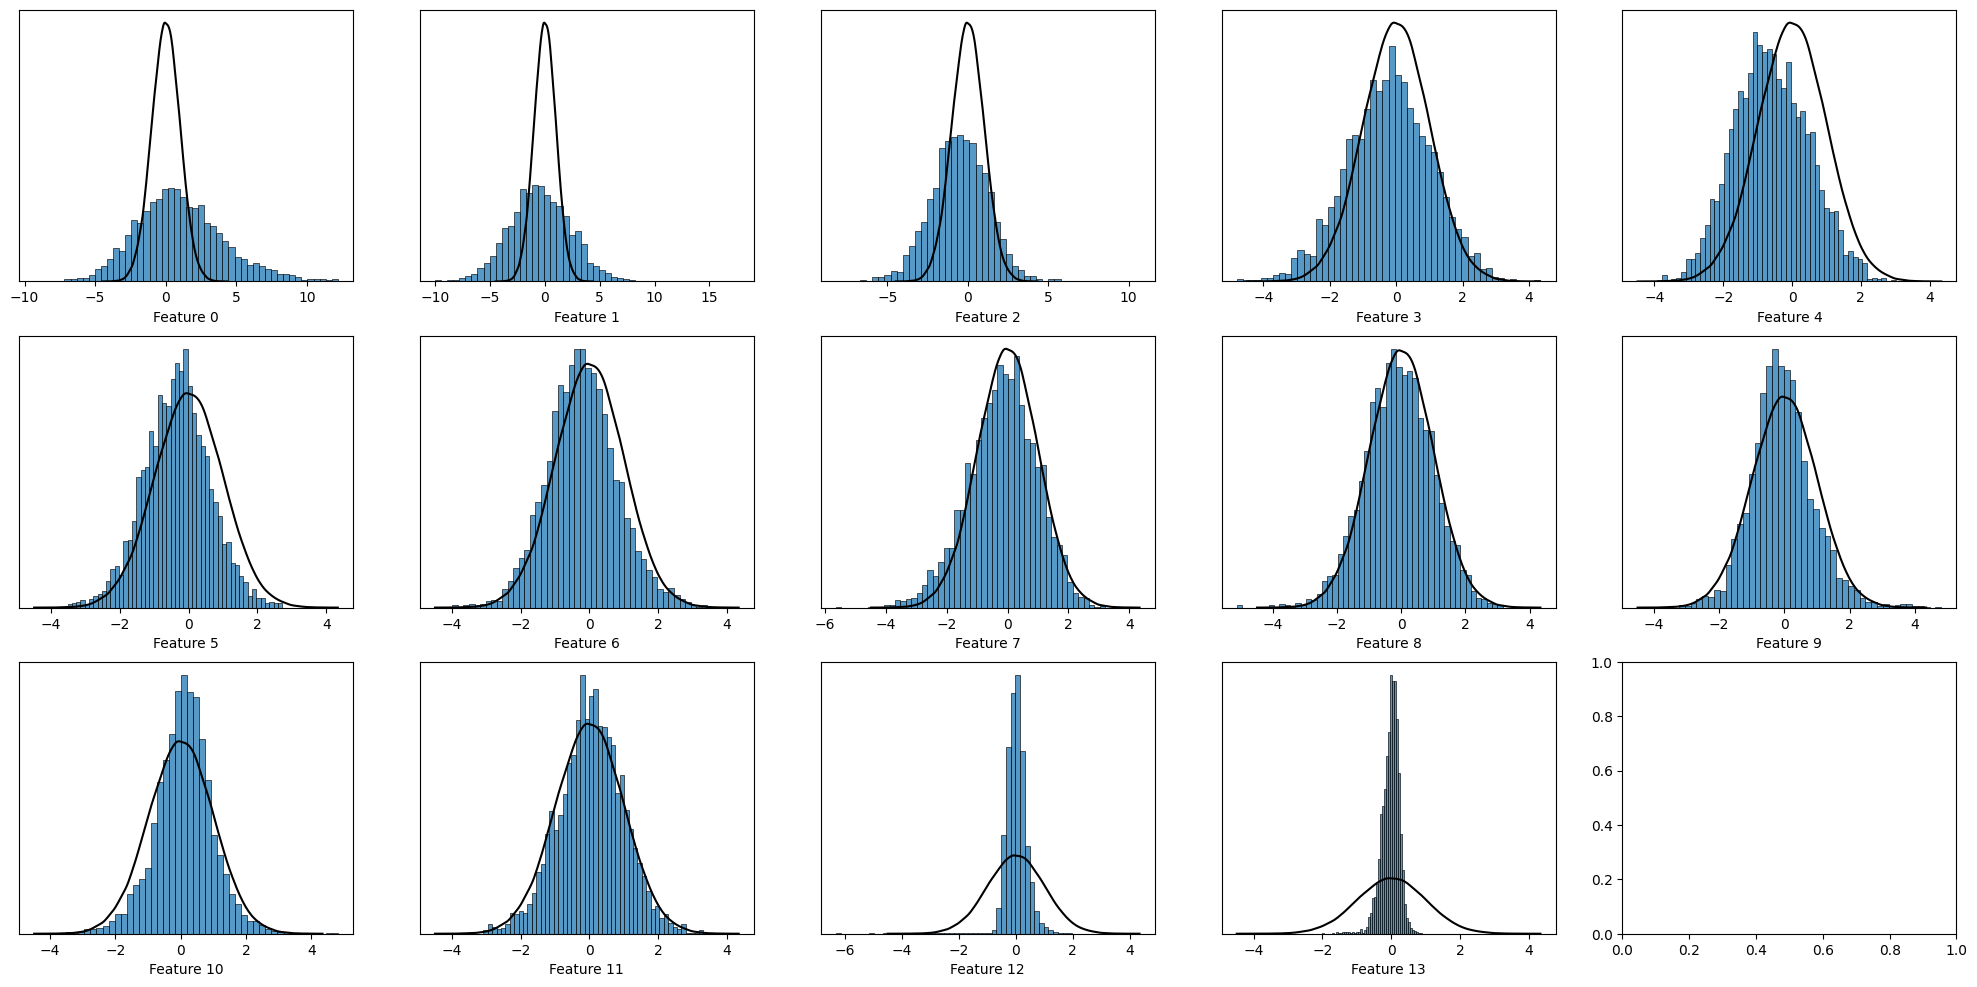 −10 −5 0 5 10
Feature 0
−10 −5 0 5 10 15
Feature 1
−5 0 5 10
Feature 2
−4 −2 0 2 4
Feature 3
−4 −2 0 2 4
Feature 4
−4 −2 0 2 4
Feature 5
−4 −2 0 2 4
Feature 6
−6 −4 −2 0 2 4
Feature 7
−4 −2 0 2 4
Feature 8
−4 −2 0 2 4
Feature 9
−4 −2 0 2 4
Feature 10
−4 −2 0 2 4
Feature 11
−6 −4 −2 0 2 4
Feature 12
−4 −2 0 2 4
Feature 13
1.0
0.8
0.6
0.4
0.2
0.0
0.0 0.2 0.4 0.6 0.8 1.0